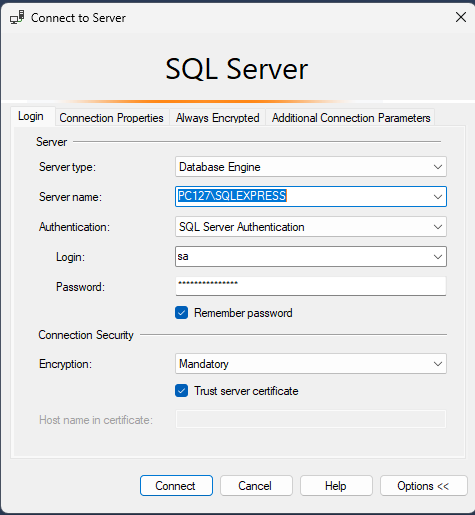 Connect to Server
SQL Server
Login Connection Properties Always Encrypted Additional Connection Parameters
Server
Server type: Database Engine
Server name: PC127\SQLEXPRESS
Authentication: SQL Server Authentication
Login: sa
Password: ***************
Remember password
Connection Security
Encryption: Mandatory
Trust server certificate
Host name in certificate:
Connect Cancel Help Options <<